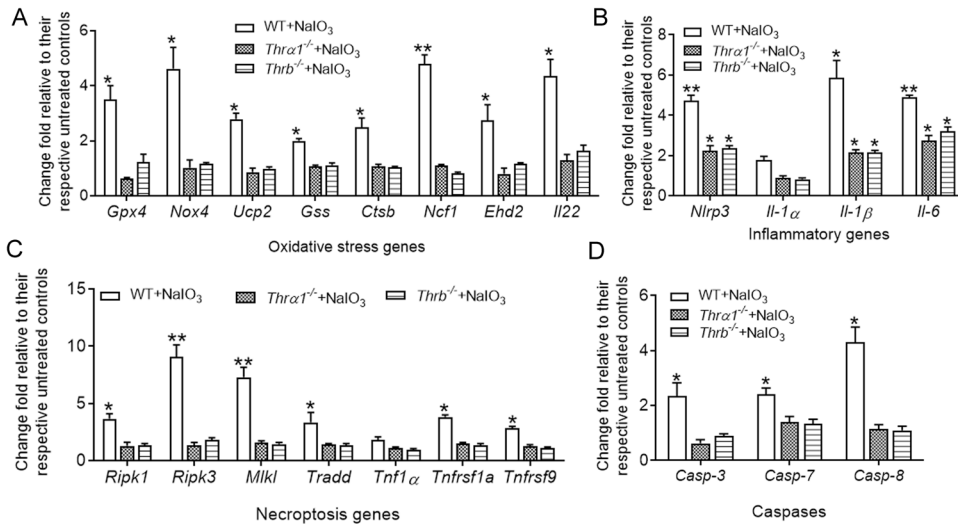 A
Change fold relative to their
respective untreated controls
6
4
2
0
WT+NaIO₃
Thrα1⁻/⁻+NaIO₃
Thrb⁻/⁻+NaIO₃
*
*
*
*
*
**
*
*
Gpx4 Nox4 Ucp2 Gss Ctsb Ncf1 Ehd2 Il22
Oxidative stress genes
B
Change fold relative to their
respective untreated controls
8
6
4
2
0
WT+NaIO₃
Thrα1⁻/⁻+NaIO₃
Thrb⁻/⁻+NaIO₃
** * *
* * *
** * *
Nlrp3 Il-1α Il-1β Il-6
Inflammatory genes
C
Change fold relative to their
respective untreated controls
15
10
5
0
WT+NaIO₃ Thrα1⁻/⁻+NaIO₃ Thrb⁻/⁻+NaIO₃
*
**
**
*
*
*
Ripk1 Ripk3 Mlkl Tradd Tnf1α Tnfrsf1a Tnfrsf9
Necroptosis genes
D
Change fold relative to their
respective untreated controls
6
4
2
0
WT+NaIO₃
Thrα1⁻/⁻+NaIO₃
Thrb⁻/⁻+NaIO₃
*
*
*
Casp-3 Casp-7 Casp-8
Caspases